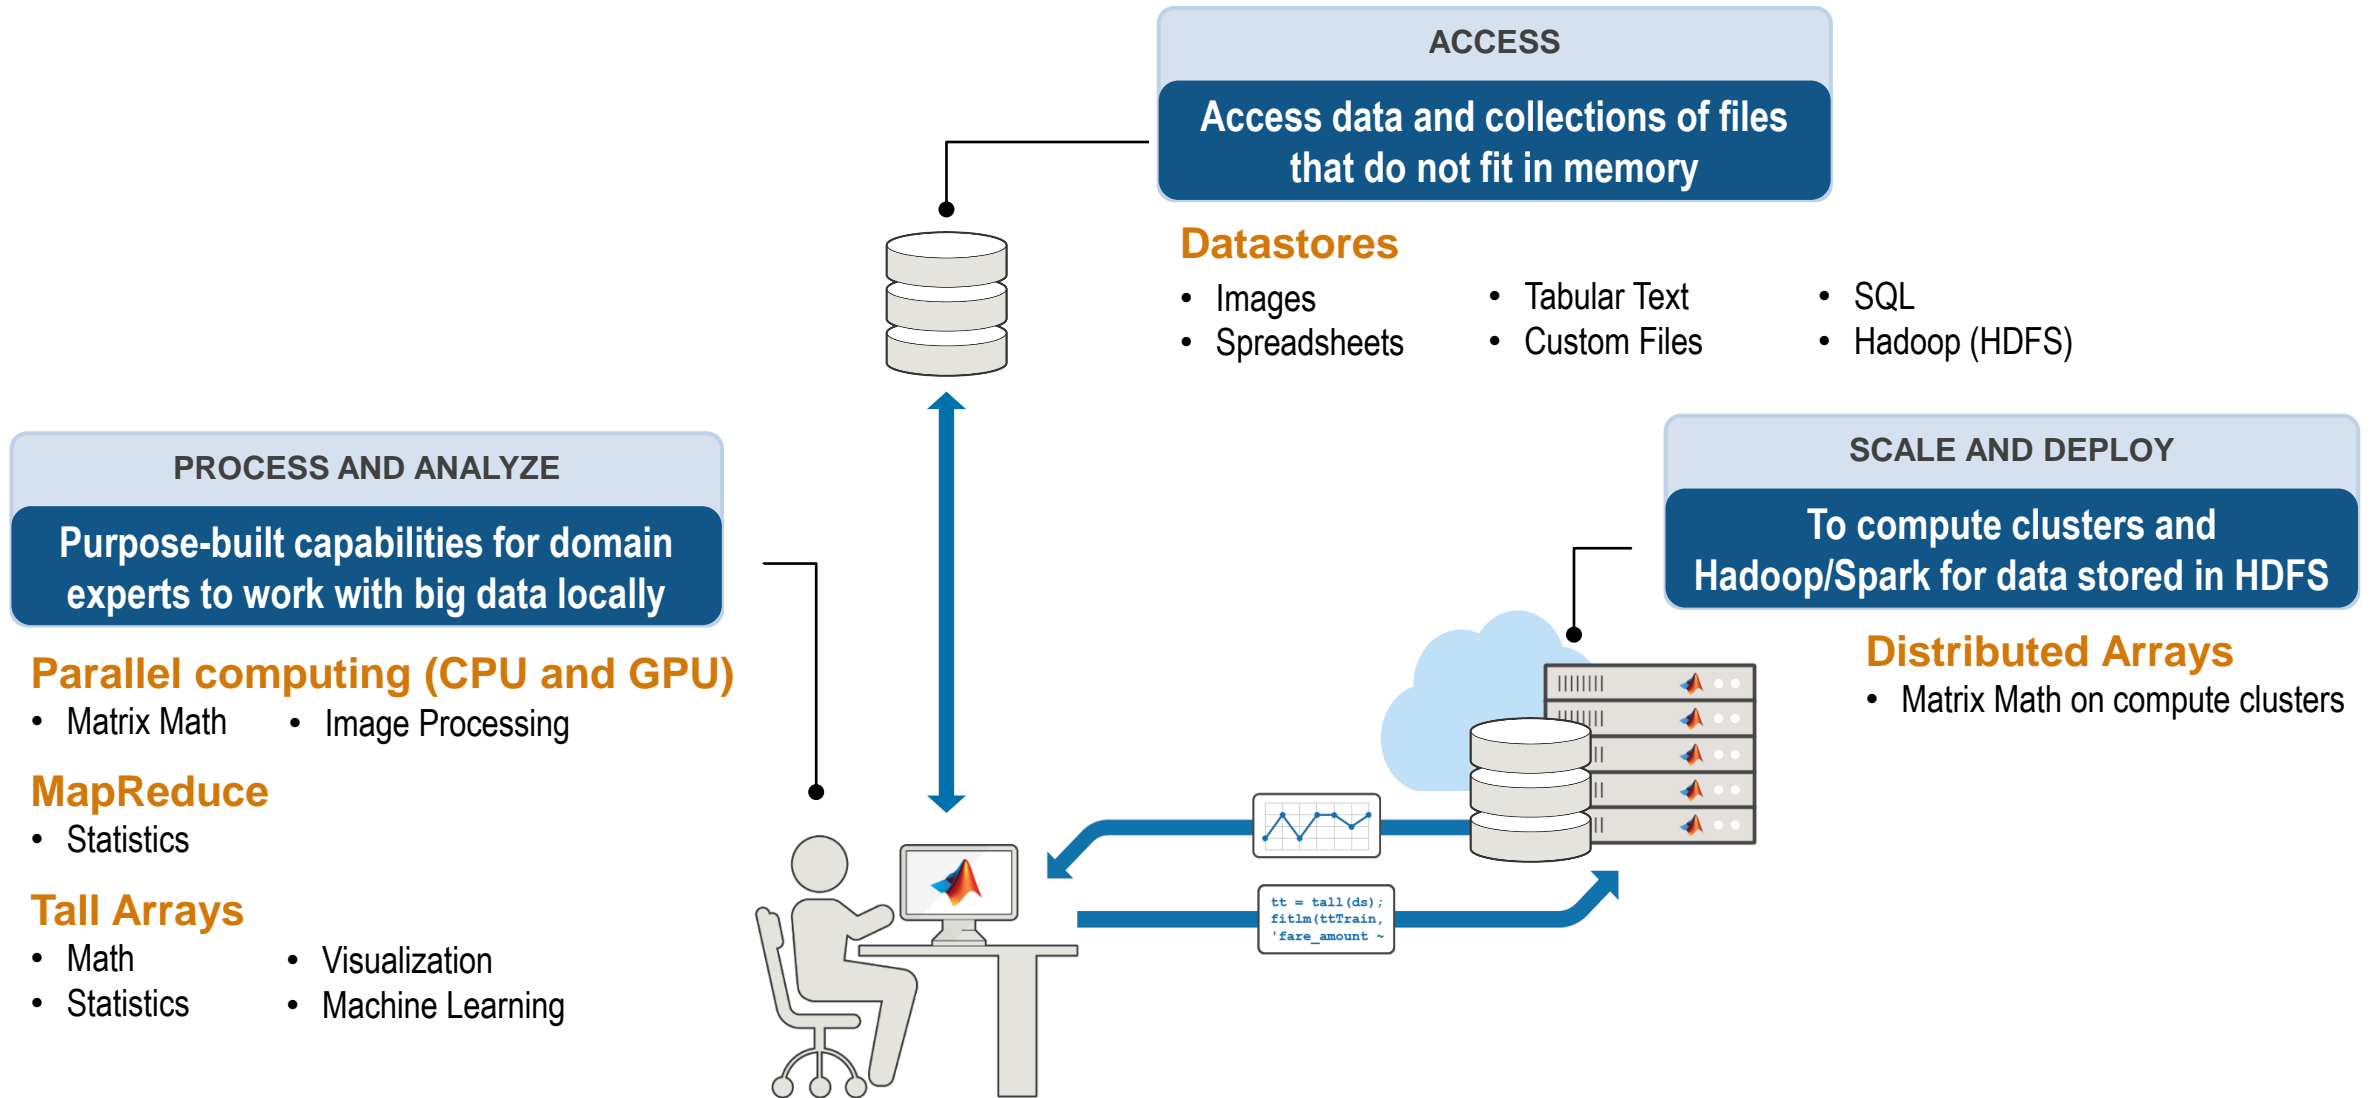 ACCESS
Access data and collections of files
that do not fit in memory
Datastores
• Images
• Spreadsheets
• Tabular Text
• Custom Files
• SQL
• Hadoop (HDFS)
PROCESS AND ANALYZE
Purpose-built capabilities for domain
experts to work with big data locally
Parallel computing (CPU and GPU)
• Matrix Math
• Image Processing
MapReduce
• Statistics
Tall Arrays
• Math
• Statistics
• Visualization
• Machine Learning
SCALE AND DEPLOY
To compute clusters and
Hadoop/Spark for data stored in HDFS
Distributed Arrays
• Matrix Math on compute clusters
tt = tall(ds);
fitlm(ttTrain,
'fare_amount ~